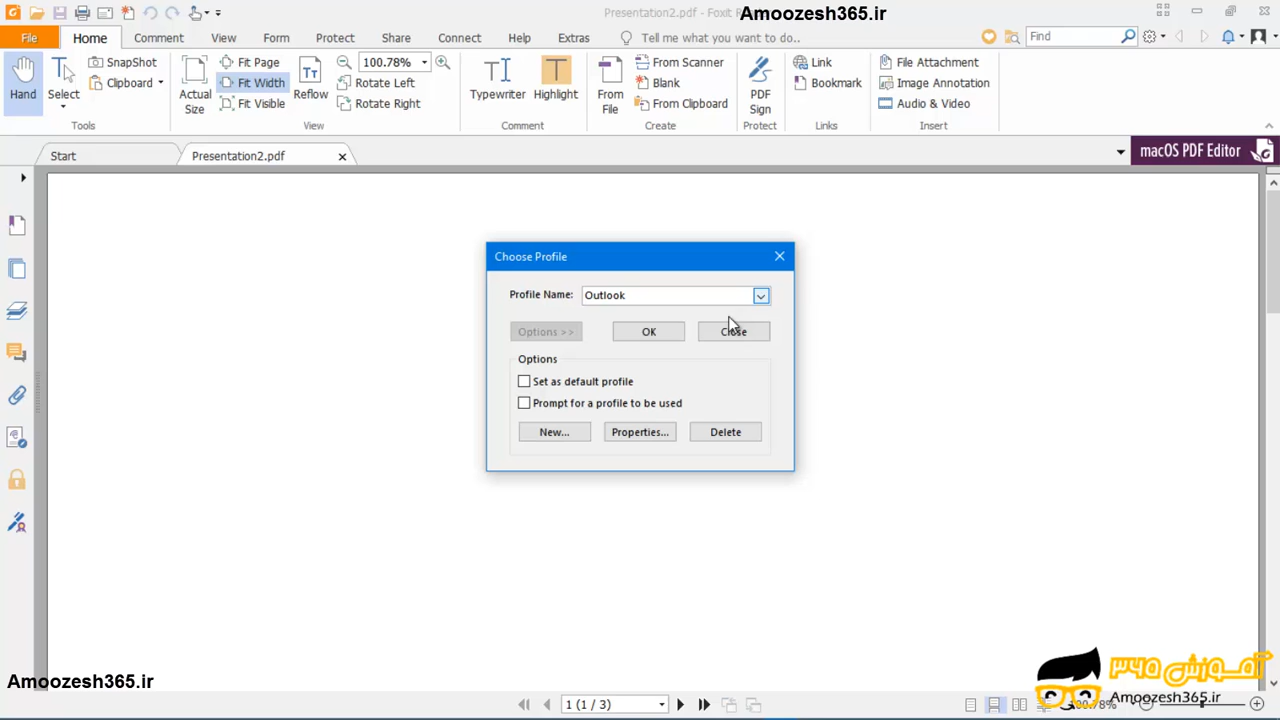 Presentation2.pdf - Foxit R
Amoozesh365.ir
File
Home
Comment
View
Form
Protect
Share
Connect
Help
Extras
Tell me what you want to do..
Find
Hand
Select
SnapShot
Clipboard
Tools
Actual Size
Fit Page
Fit Width
Fit Visible
Reflow
100.78%
Rotate Left
Rotate Right
View
Typewriter
Highlight
Comment
From File
From Scanner
Blank
From Clipboard
Create
PDF Sign
Protect
Link
Bookmark
Links
File Attachment
Image Annotation
Audio & Video
Insert
Start
Presentation2.pdf
macOS PDF Editor
Choose Profile
Profile Name:
Outlook
Options >>
OK
Close
Options
Set as default profile
Prompt for a profile to be used
New...
Properties...
Delete
آموزش ۳۶۵
Amoozesh365.ir
Amoozesh365.ir
1 (1 / 3)
100.78%